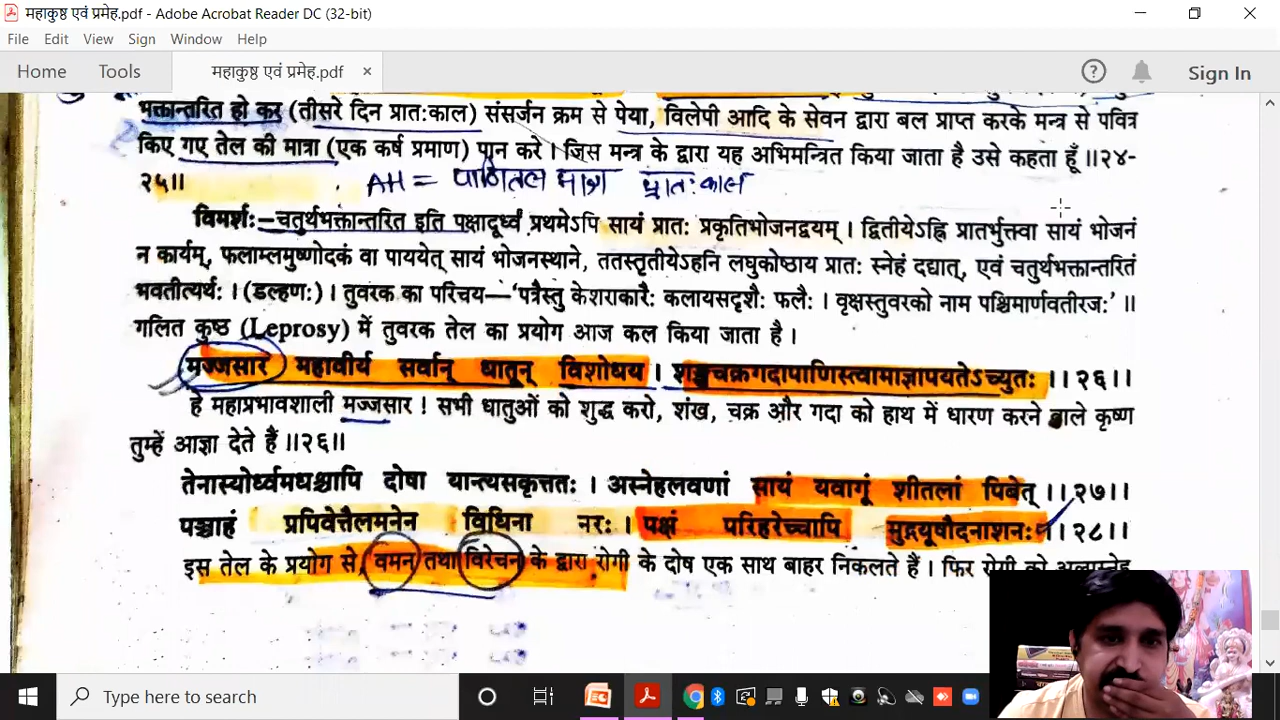 महाकुष्ठ एवं प्रमेह.pdf - Adobe Acrobat Reader DC (32-bit)
File Edit View Sign Window Help
Home Tools महाकुष्ठ एवं प्रमेह.pdf × Sign In
भक्तान्तरित हो कर (तीसरे दिन प्रात:काल) संसर्जन क्रम से पेया, विलेपी आदि के सेवन द्वारा बल प्राप्त करके मन्त्र से पवित्र
किए गए तेल की मात्रा (एक कर्ष प्रमाण) पान करे। जिस मन्त्र के द्वारा यह अभिमन्त्रित किया जाता है उसे कहता हूँ॥२४-
२५॥ AH = पाणितल मात्रा प्रात:काल
विमर्श:–चतुर्थभक्तान्तरित इति पक्षादूर्ध्वं प्रथमेऽपि सायं प्रातः प्रकृतिभोजनद्वयम्। द्वितीयेऽह्नि प्रातर्भुक्त्वा सायं भोजनं
न कार्यम्, फलाम्लमुष्णोदकं वा पाययेत् सायं भोजनस्थाने, ततस्तृतीयेऽहनि लघुकोष्ठाय प्रातः स्नेहं दद्यात्, एवं चतुर्थभक्तान्तरितं
भवतीत्यर्थः। (डल्हणः)। तुवरक का परिचय—'पत्रैस्तु केशराकारैः कलायसदृशैः फलैः। वृक्षस्तुवरको नाम पश्चिमार्णवतीरजः'॥
गलित कुष्ठ (Leprosy) में तुवरक तेल का प्रयोग आज कल किया जाता है।
मज्जसार महावीर्य सर्वान् धातून् विशोधय। शङ्खचक्रगदापाणिस्त्वामाज्ञापयतेऽच्युतः॥२६॥
हे महाप्रभावशाली मज्जसार! सभी धातुओं को शुद्ध करो, शंख, चक्र और गदा को हाथ में धारण करने वाले कृष्ण
तुम्हें आज्ञा देते हैं॥२६॥
तेनास्योर्ध्वमधश्चापि दोषा यान्त्यसकृत्ततः। अस्नेहलवणां सायं यवागूं शीतलां पिबेत्॥२७॥
पञ्चाहं प्रपिवेत्तैलमनेन विधिना नरः। पक्षं परिहरेच्चापि मुद्गयूषौदनाशनः॥२८॥
इस तेल के प्रयोग से वमन तथा विरेचन के द्वारा रोगी के दोष एक साथ बाहर निकलते हैं। फिर रोगी को
Type here to search